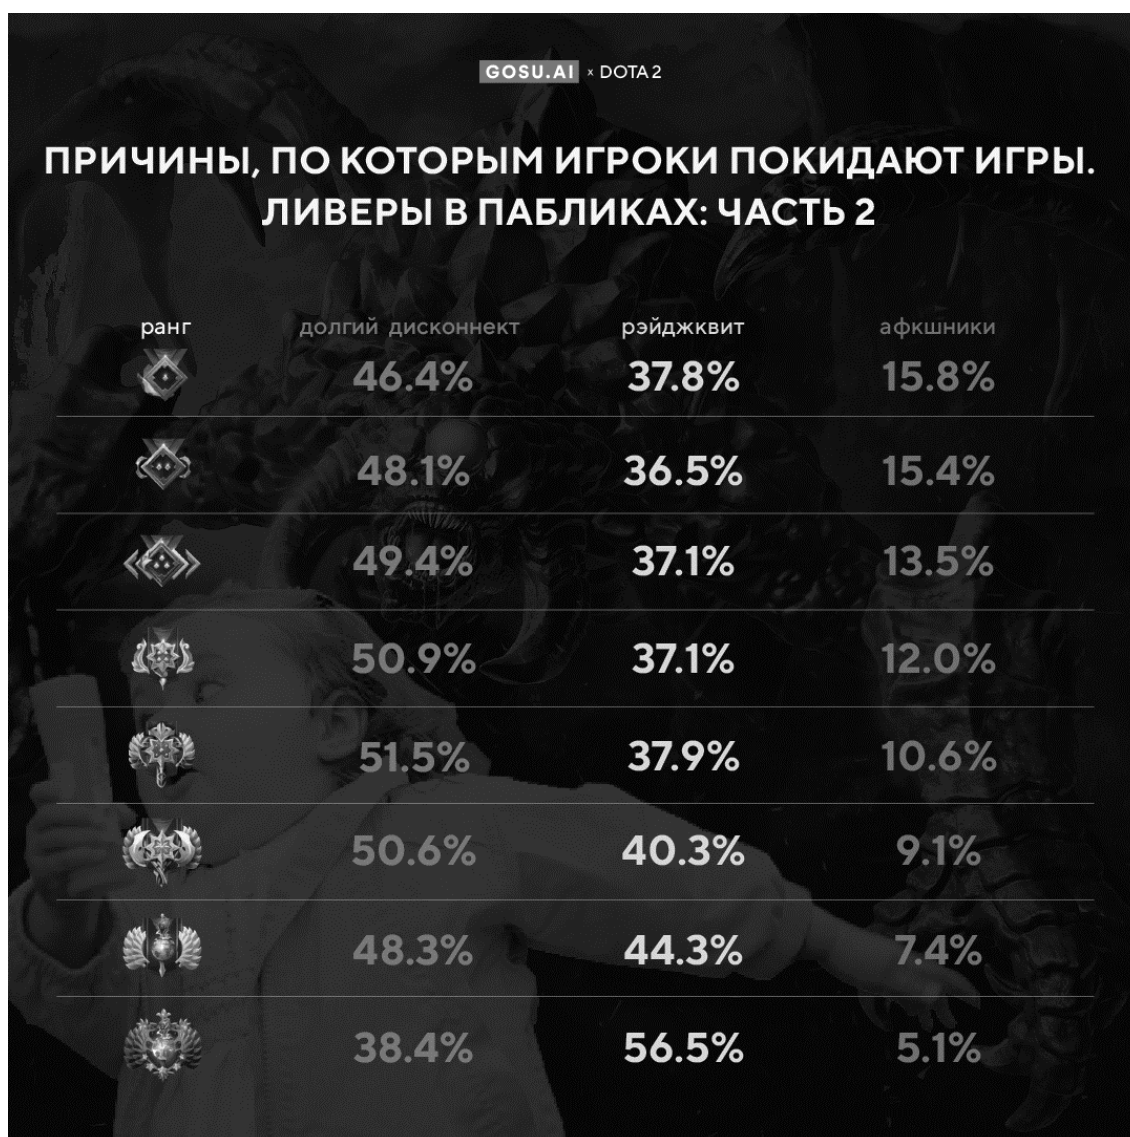 GOSU.AI × DOTA 2
ПРИЧИНЫ, ПО КОТОРЫМ ИГРОКИ ПОКИДАЮТ ИГРЫ.
ЛИВЕРЫ В ПАБЛИКАХ: ЧАСТЬ 2
ранг долгий дисконнект рэйджквит афкшники
46.4% 37.8% 15.8%
48.1% 36.5% 15.4%
49.4% 37.1% 13.5%
50.9% 37.1% 12.0%
51.5% 37.9% 10.6%
50.6% 40.3% 9.1%
48.3% 44.3% 7.4%
38.4% 56.5% 5.1%